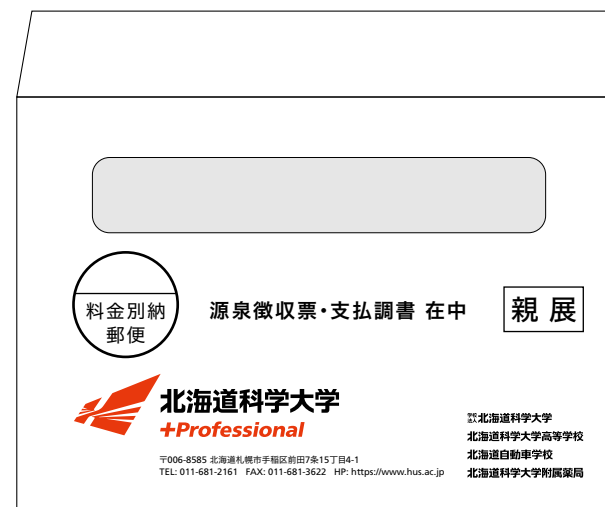 料金別納
郵便
源泉徴収票・支払調書 在中
親展
北海道科学大学
+Professional
〒006-8585 北海道札幌市手稲区前田7条15丁目4-1
TEL: 011-681-2161 FAX: 011-681-3622 HP: https://www.hus.ac.jp
学校法人北海道科学大学
北海道科学大学高等学校
北海道自動車学校
北海道科学大学附属薬局